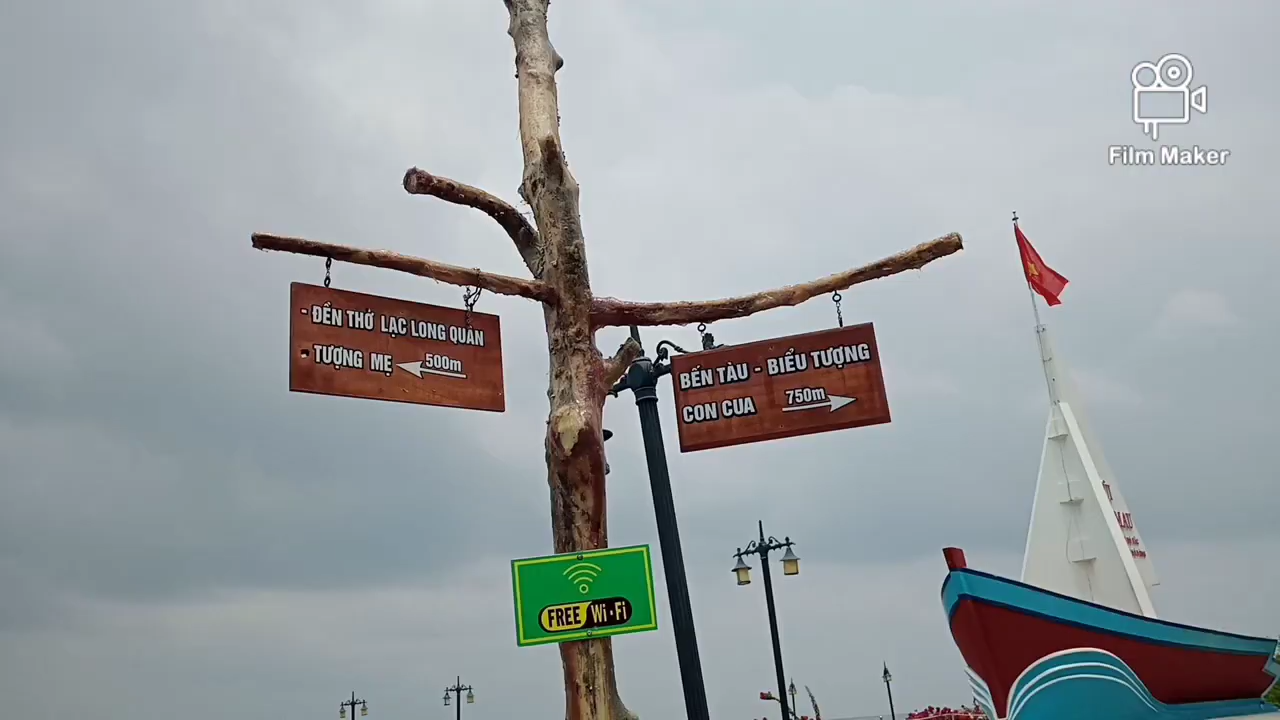 Film Maker
- ĐỀN THỜ LẠC LONG QUÂN
- TƯỢNG MẸ 500m
BẾN TÀU - BIỂU TƯỢNG
CON CUA 750m
FREE Wi-Fi